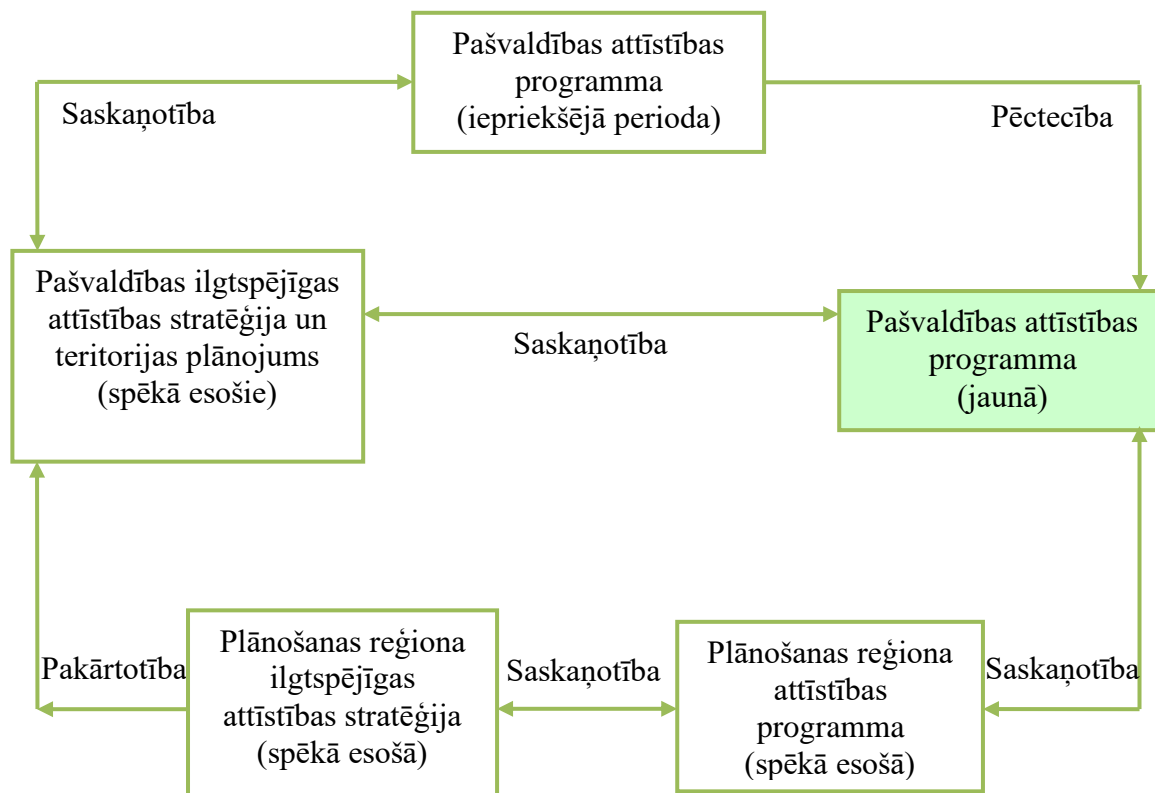 Pašvaldības attīstības
programma
(iepriekšējā perioda)
Saskaņotība
Pēctecība
Pašvaldības ilgtspējīgas
attīstības stratēģija un
teritorijas plānojums
(spēkā esošie)
Saskaņotība
Pašvaldības attīstības
programma
(jaunā)
Pakārtotība
Plānošanas reģiona
ilgtspējīgas
attīstības stratēģija
(spēkā esošā)
Saskaņotība
Plānošanas reģiona
attīstības
programma
(spēkā esošā)
Saskaņotība